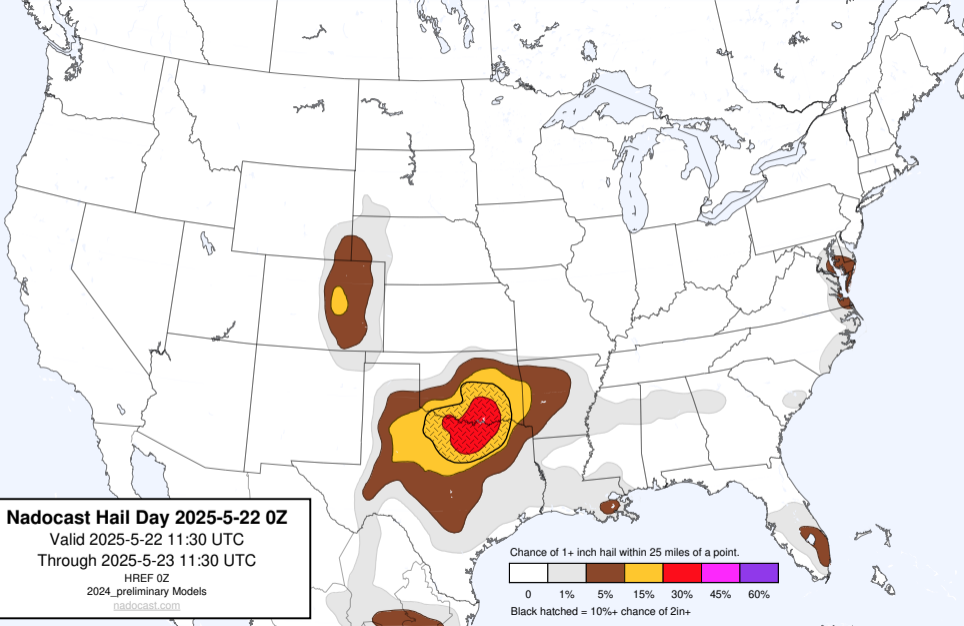 Nadocast Hail Day 2025-5-22 0Z
Valid 2025-5-22 11:30 UTC
Through 2025-5-23 11:30 UTC
HREF 0Z
2024_preliminary Models
nadocast.com
Chance of 1+ inch hail within 25 miles of a point.
0 1% 5% 15% 30% 45% 60%
Black hatched = 10%+ chance of 2in+